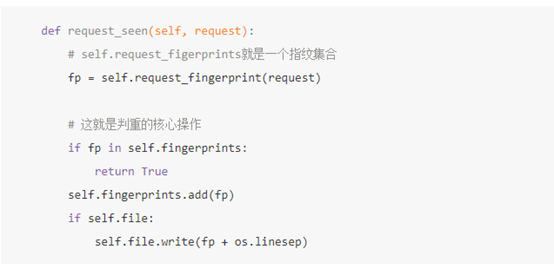 def request_seen(self, request):
# self.request_figerprints就是一个指纹集合
fp = self.request_fingerprint(request)
# 这就是判重的核心操作
if fp in self.fingerprints:
return True
self.fingerprints.add(fp)
if self.file:
self.file.write(fp + os.linesep)